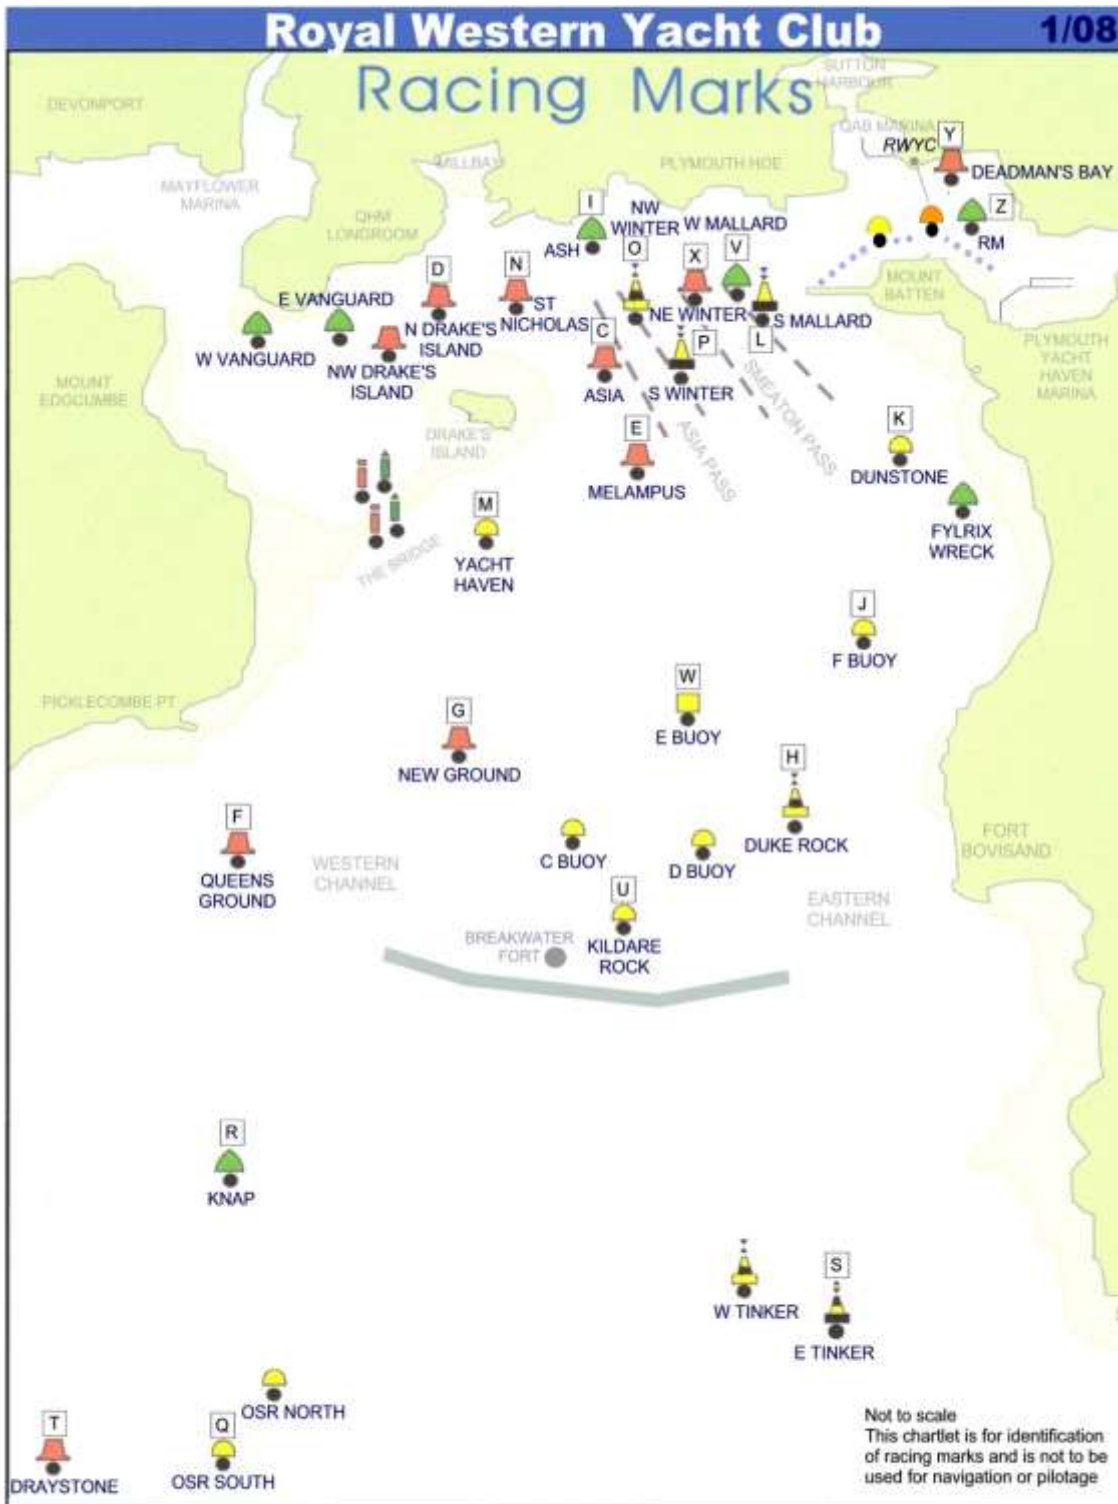 Royal Western Yacht Club
1/08
Racing Marks
SUTTON
HARBOUR
DEVONPORT
QAB MARINA
Y
RWYC
MILLBAY
PLYMOUTH HOE
DEADMAN'S BAY
MAYFLOWER
MARINA
I
NW
WINTER
W MALLARD
Z
QHM
LONGROOM
ASH
O
X
V
RM
D
N
MOUNT
BATTEN
E VANGUARD
ST
NICHOLAS
NE WINTER
S MALLARD
N DRAKE'S
ISLAND
C
P
L
W VANGUARD
NW DRAKE'S
ISLAND
PLYMOUTH
YACHT
HAVEN
MARINA
MOUNT
EDGCUMBE
ASIA
S WINTER
SMEATON PASS
DRAKE'S
ISLAND
E
ASIA PASS
K
DUNSTONE
MELAMPUS
M
THE BRIDGE
YACHT
HAVEN
FYLRIX
WRECK
J
F BUOY
W
E BUOY
PICKLECOMBE PT
G
NEW GROUND
H
DUKE ROCK
F
QUEENS
GROUND
WESTERN
CHANNEL
C BUOY
D BUOY
FORT
BOVISAND
U
EASTERN
CHANNEL
BREAKWATER
FORT
KILDARE
ROCK
R
KNAP
W TINKER
S
E TINKER
OSR NORTH
T
DRAYSTONE
Q
OSR SOUTH
Not to scale
This chartlet is for identification
of racing marks and is not to be
used for navigation or pilotage